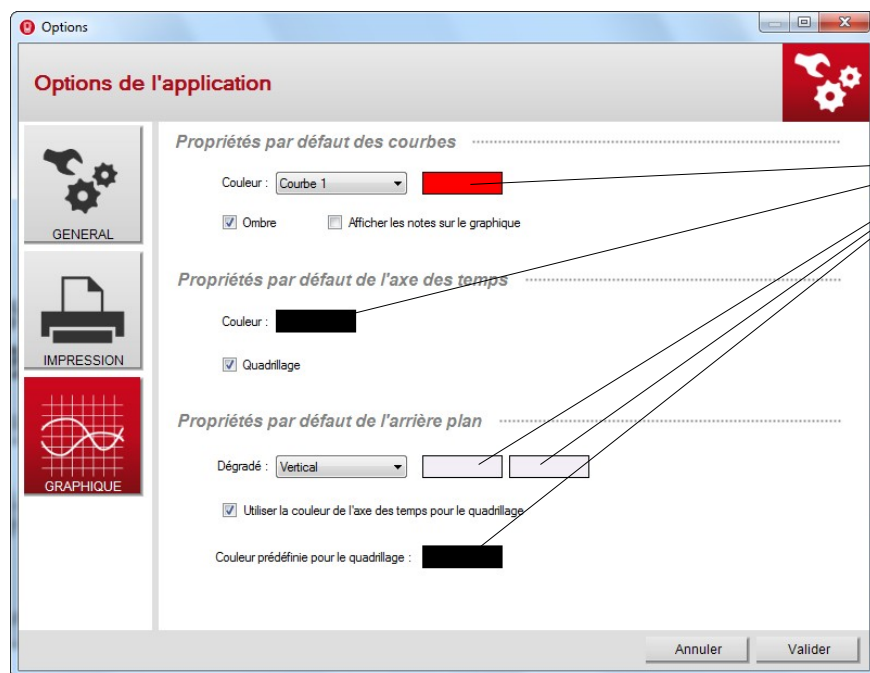 Options
Options de l'application
GENERAL
IMPRESSION
GRAPHIQUE
Propriétés par défaut des courbes
Couleur : Courbe 1
Ombre Afficher les notes sur le graphique
Propriétés par défaut de l'axe des temps
Couleur :
Quadrillage
Propriétés par défaut de l'arrière plan
Dégradé : Vertical
Utiliser la couleur de l'axe des temps pour le quadrillage
Couleur prédéfinie pour le quadrillage :
Annuler Valider